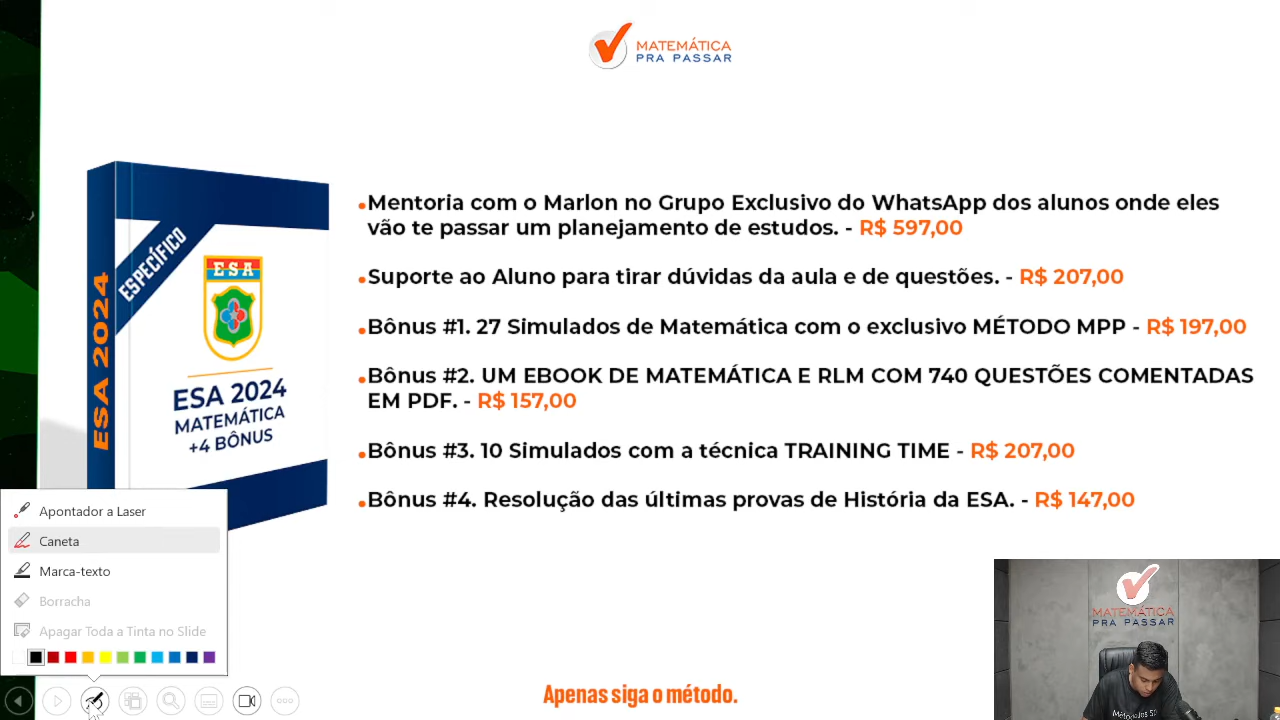 MATEMÁTICA
PRA PASSAR
•Mentoria com o Marlon no Grupo Exclusivo do WhatsApp dos alunos onde eles
vão te passar um planejamento de estudos. - R$ 597,00
•Suporte ao Aluno para tirar dúvidas da aula e de questões. - R$ 207,00
•Bônus #1. 27 Simulados de Matemática com o exclusivo MÉTODO MPP - R$ 197,00
•Bônus #2. UM EBOOK DE MATEMÁTICA E RLM COM 740 QUESTÕES COMENTADAS
EM PDF. - R$ 157,00
•Bônus #3. 10 Simulados com a técnica TRAINING TIME - R$ 207,00
•Bônus #4. Resolução das últimas provas de História da ESA. - R$ 147,00
ESA 2024
ESPECÍFICO
ESA
ESA 2024
MATEMÁTICA
+4 BÔNUS
Apontador a Laser
Caneta
Marca-texto
Borracha
Apagar Toda a Tinta no Slide
Apenas siga o método.
MATEMÁTICA
PRA PASSAR